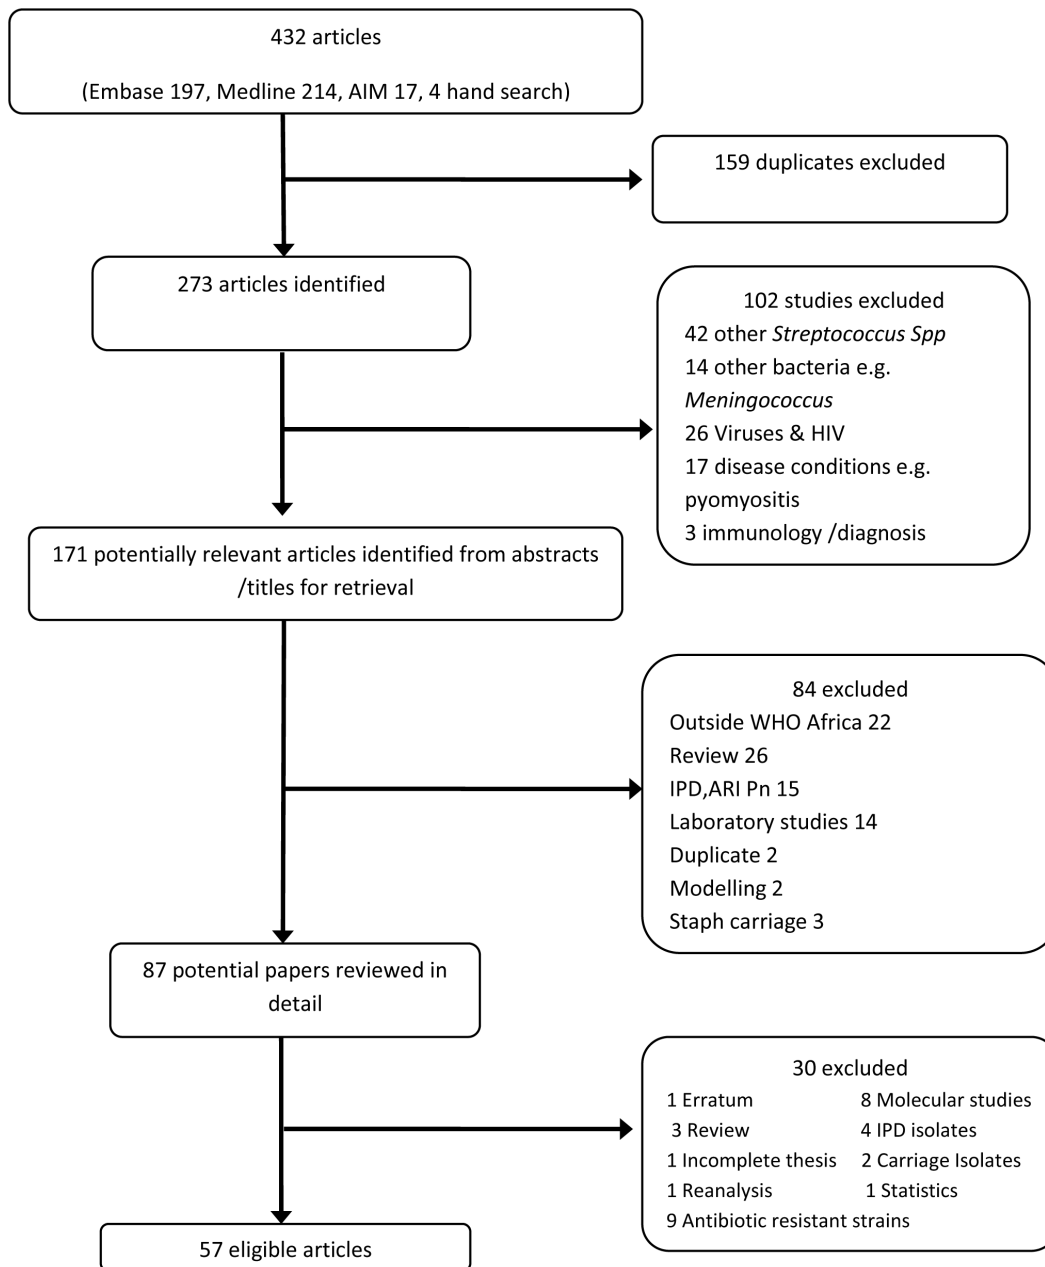 432 articles
(Embase 197, Medline 214, AIM 17, 4 hand search)
159 duplicates excluded
273 articles identified
102 studies excluded
42 other Streptococcus Spp
14 other bacteria e.g.
Meningococcus
26 Viruses & HIV
17 disease conditions e.g.
pyomyositis
3 immunology /diagnosis
171 potentially relevant articles identified from abstracts
/titles for retrieval
84 excluded
Outside WHO Africa 22
Review 26
IPD,ARI Pn 15
Laboratory studies 14
Duplicate 2
Modelling 2
Staph carriage 3
87 potential papers reviewed in
detail
30 excluded
1 Erratum 8 Molecular studies
3 Review 4 IPD isolates
1 Incomplete thesis 2 Carriage Isolates
1 Reanalysis 1 Statistics
9 Antibiotic resistant strains
57 eligible articles